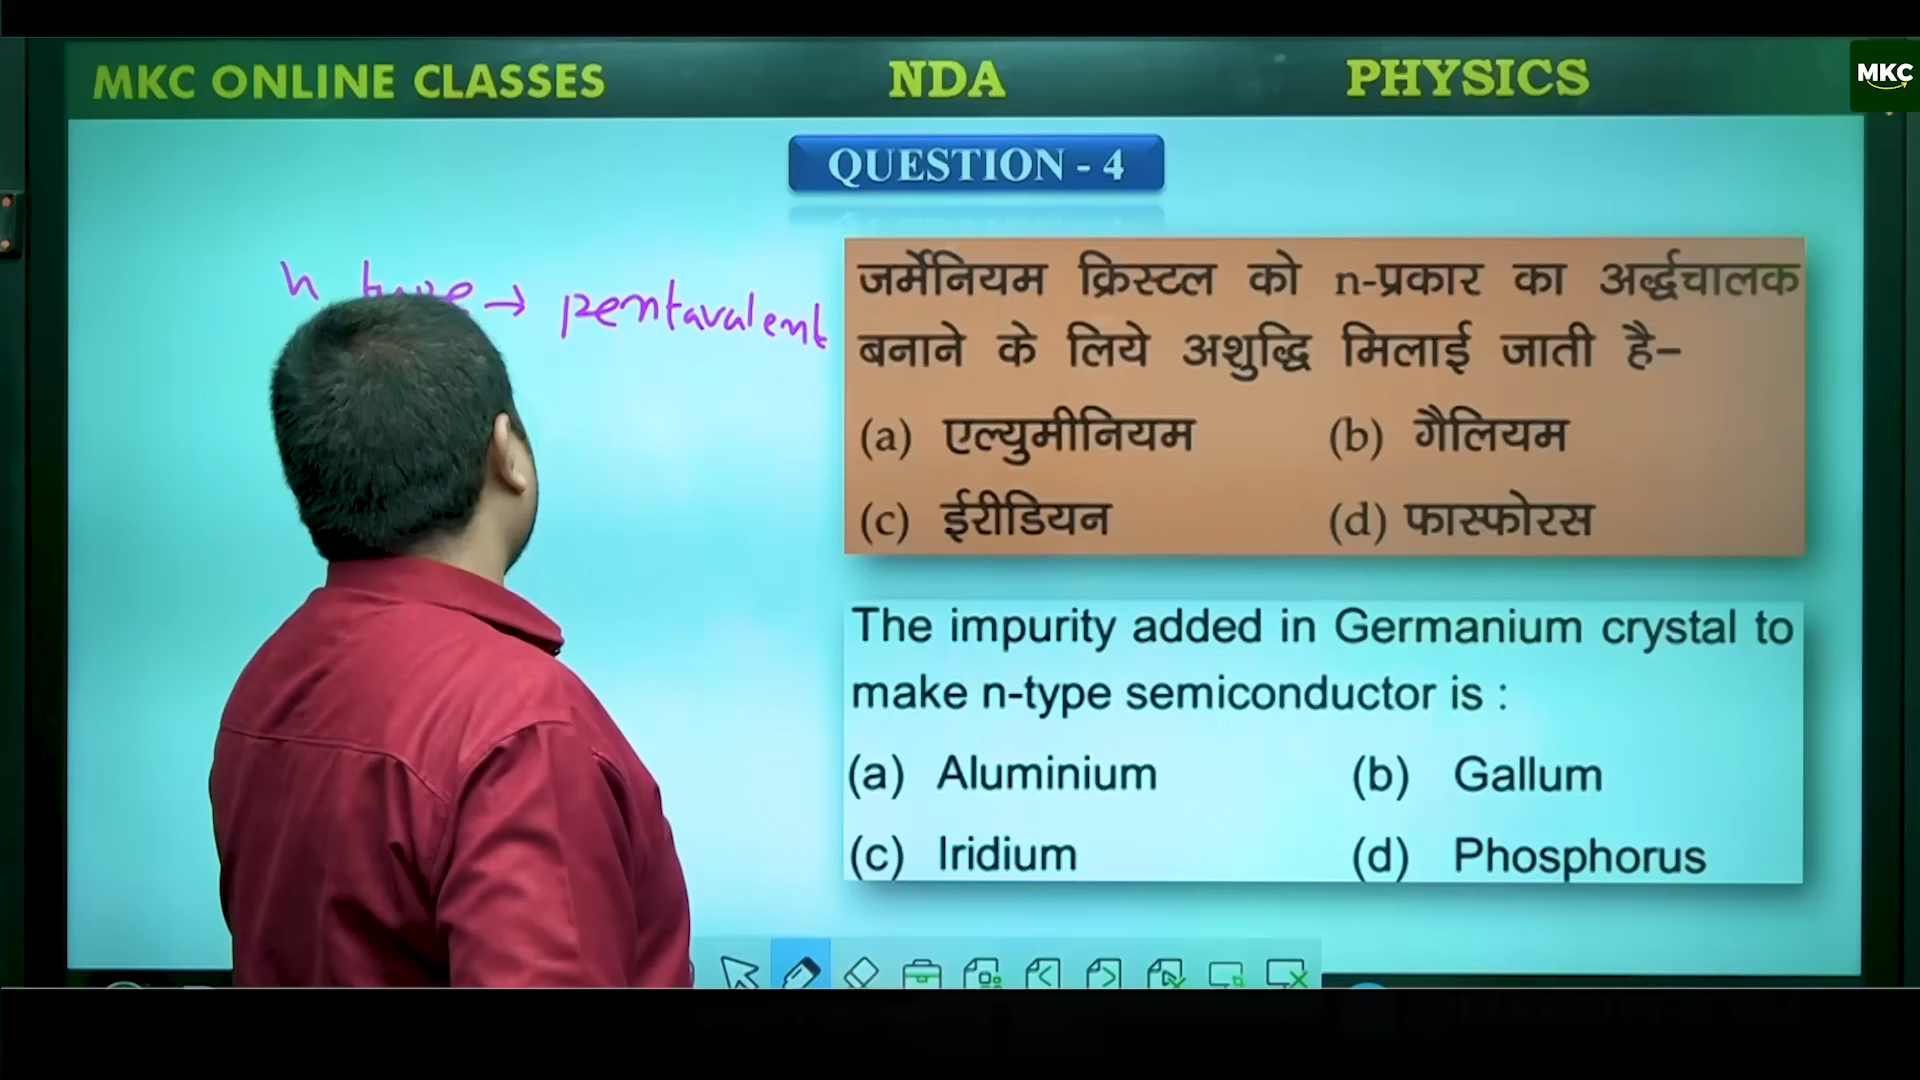 MKC ONLINE CLASSES NDA PHYSICS
MKC
QUESTION - 4
n type → pentavalent
जर्मेनियम क्रिस्टल को n-प्रकार का अर्द्धचालक
बनाने के लिये अशुद्धि मिलाई जाती है–
(a) एल्युमीनियम (b) गैलियम
(c) ईरीडियन (d) फास्फोरस
The impurity added in Germanium crystal to
make n-type semiconductor is :
(a) Aluminium (b) Gallum
(c) Iridium (d) Phosphorus